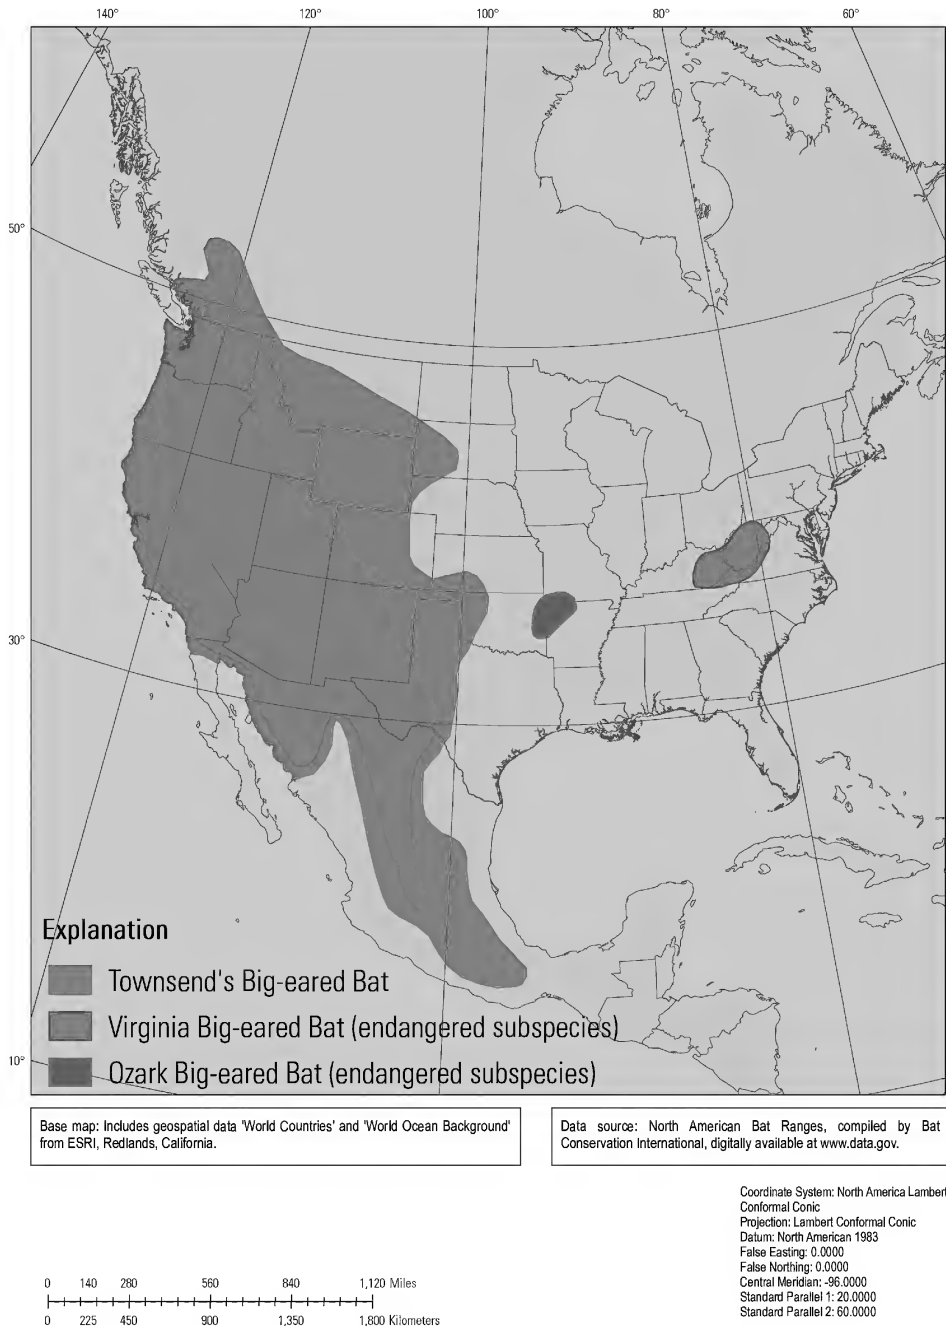 140° 120° 100° 80° 60°
50°
30°
10°
Explanation
Townsend's Big-eared Bat
Virginia Big-eared Bat (endangered subspecies)
Ozark Big-eared Bat (endangered subspecies)
Base map: Includes geospatial data 'World Countries' and 'World Ocean Background'
from ESRI, Redlands, California.
Data source: North American Bat Ranges, compiled by Bat
Conservation International, digitally available at www.data.gov.
Coordinate System: North America Lambert
Conformal Conic
Projection: Lambert Conformal Conic
Datum: North American 1983
False Easting: 0.0000
False Northing: 0.0000
Central Meridian: -96.0000
Standard Parallel 1: 20.0000
Standard Parallel 2: 60.0000
0 140 280 560 840 1,120 Miles
0 225 450 900 1,350 1,800 Kilometers